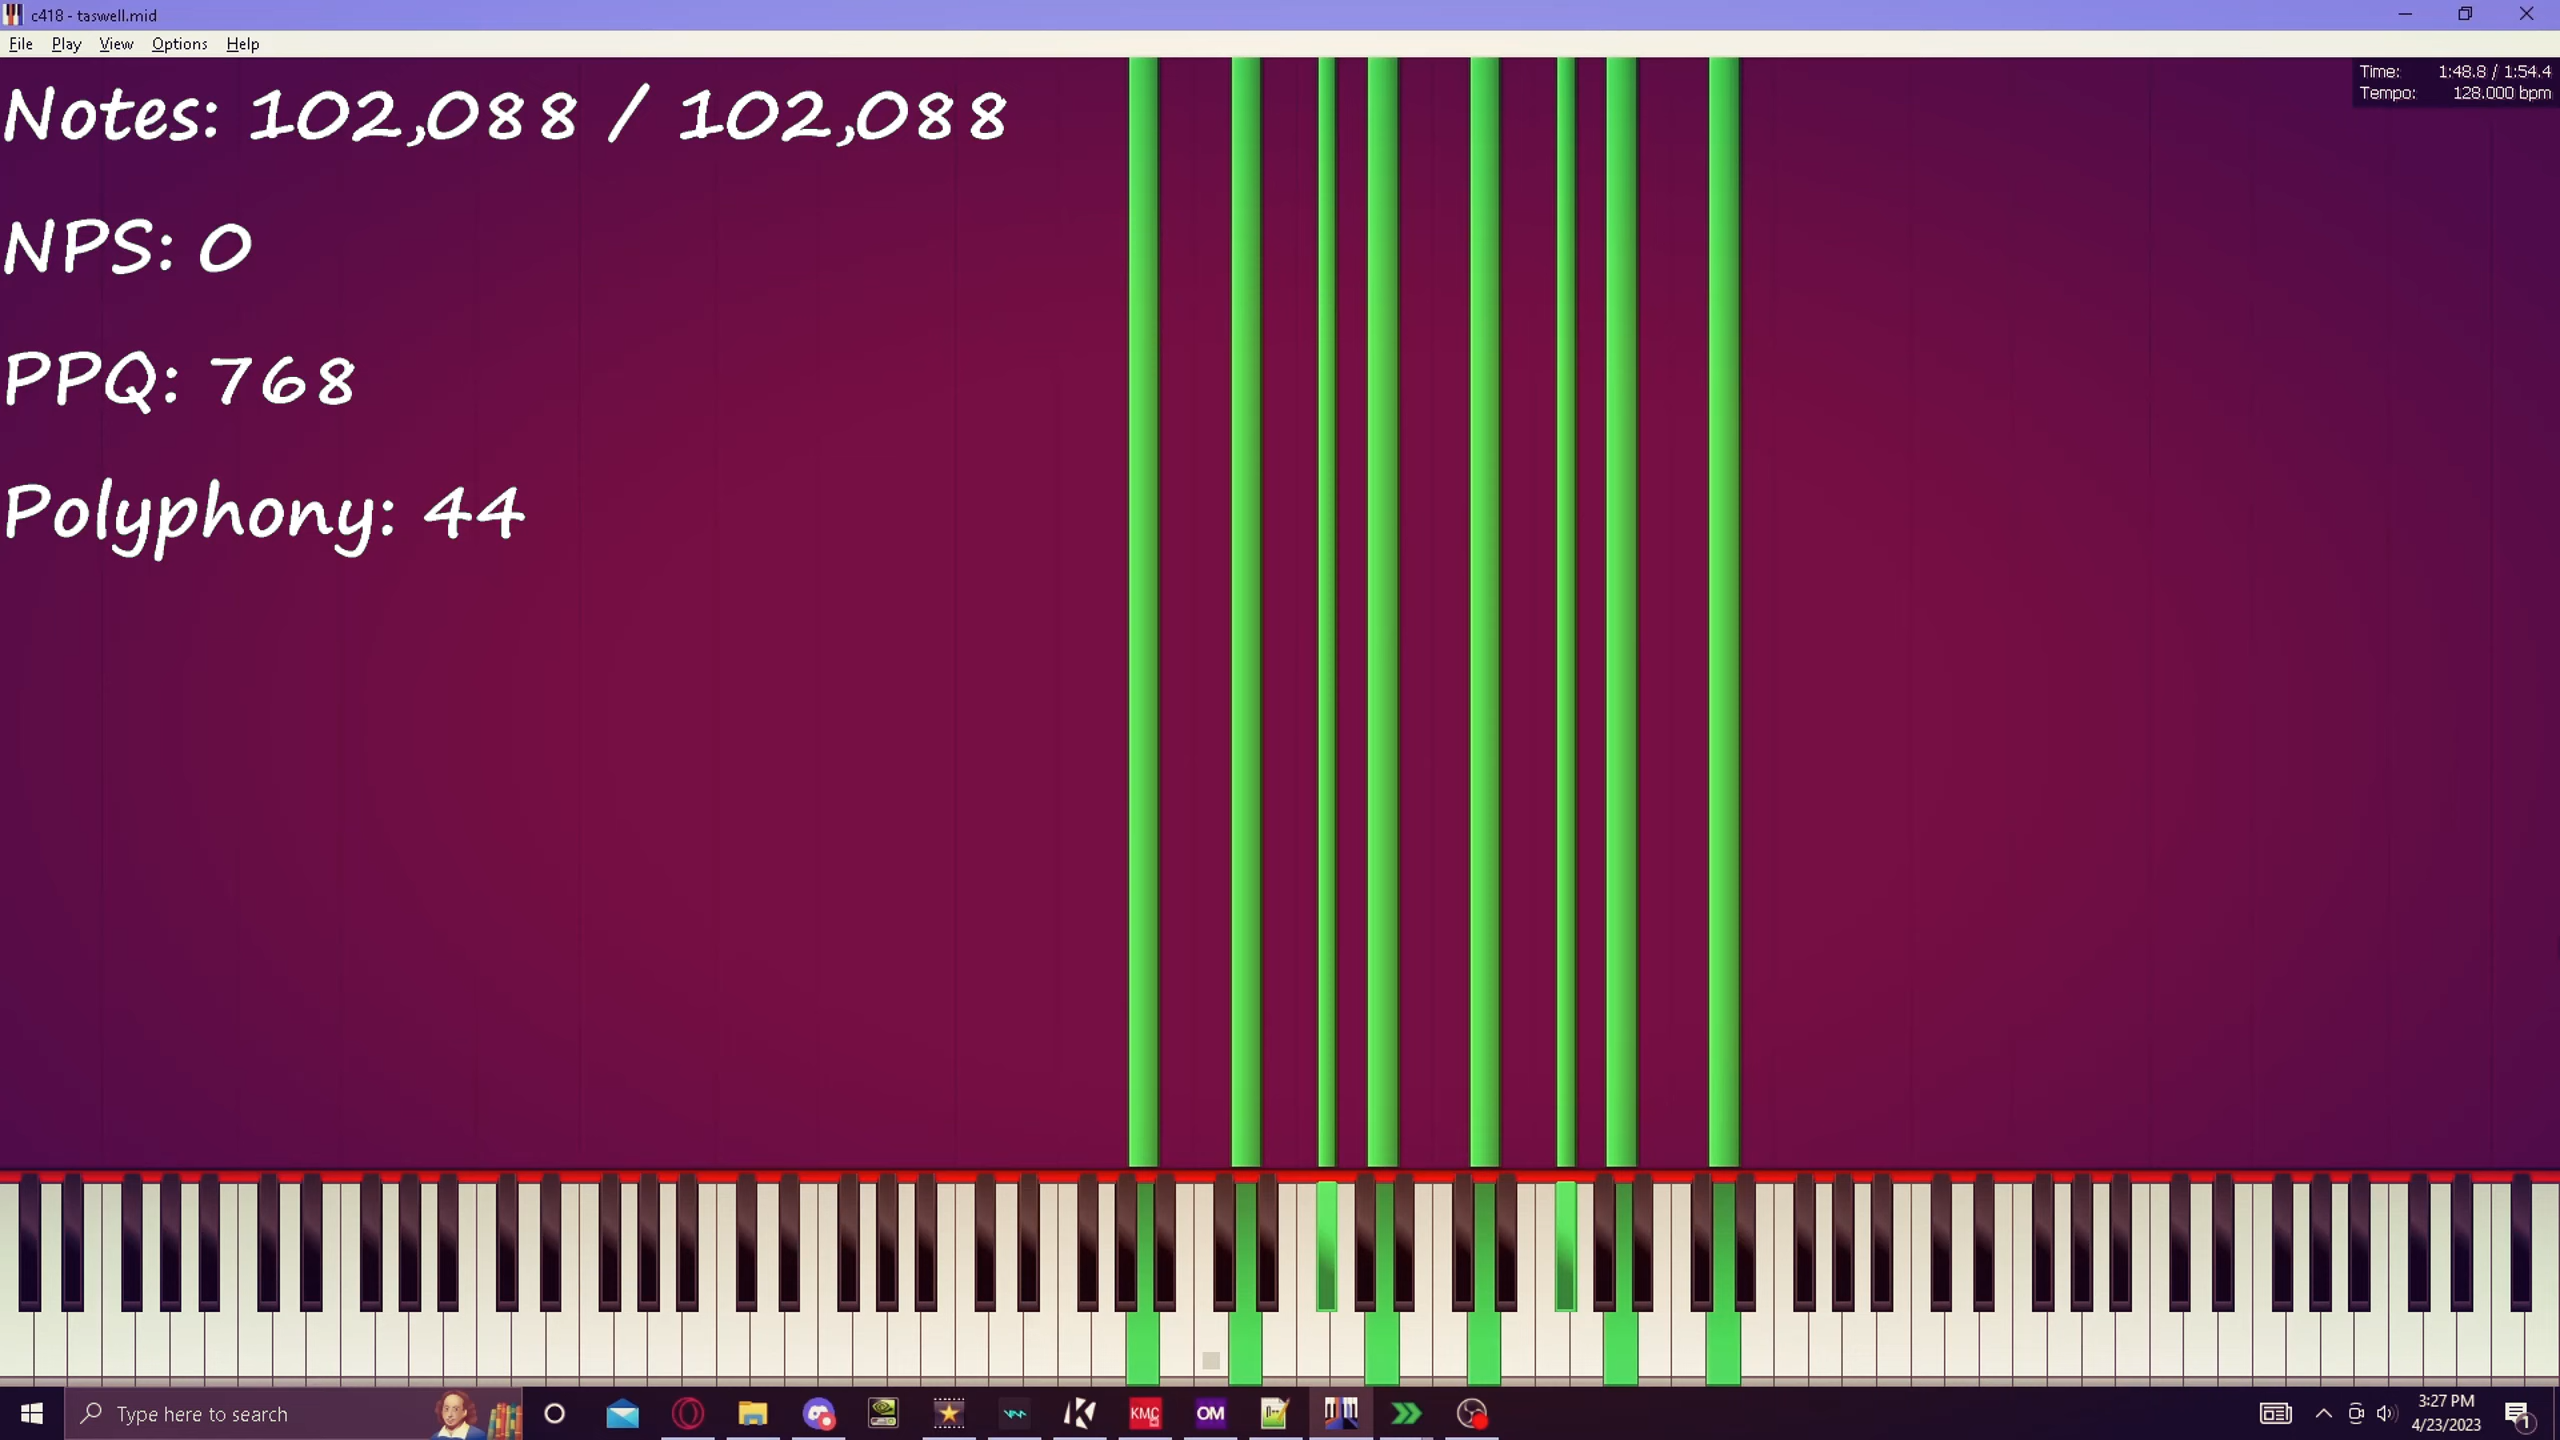 c418 - taswell.mid
File Play View Options Help
Time: 1:48.8 / 1:54.4
Tempo: 128.000 bpm
Notes: 102,088 / 102,088
NPS: 0
PPQ: 768
Polyphony: 44
Type here to search
KMC
OM
3:27 PM
4/23/2023
1